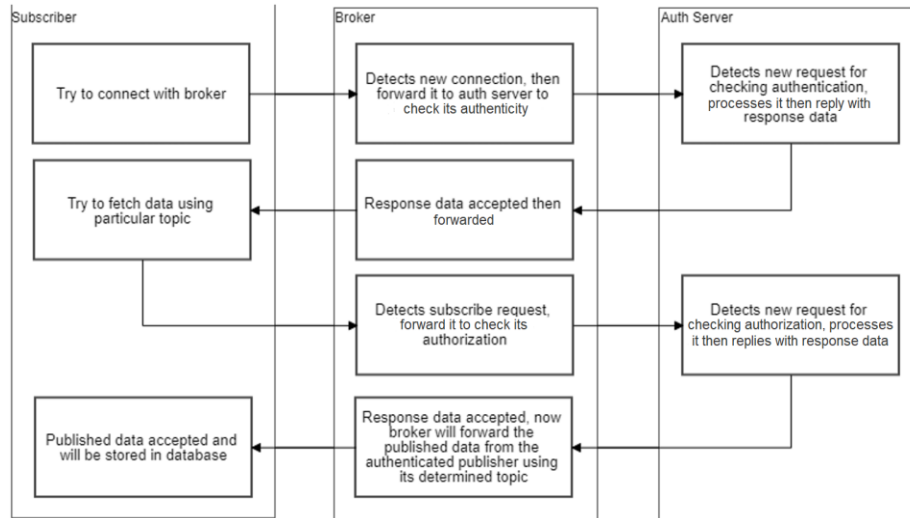 Subscriber
Broker
Auth Server
Try to connect with broker
Detects new connection, then
forward it to auth server to
check its authenticity
Detects new request for
checking authentication,
processes it then reply with
response data
Try to fetch data using
particular topic
Response data accepted then
forwarded
Detects subscribe request,
forward it to check its
authorization
Detects new request for
checking authorization, processes
it then replies with response data
Published data accepted and
will be stored in database
Response data accepted, now
broker will forward the
published data from the
authenticated publisher using
its determined topic